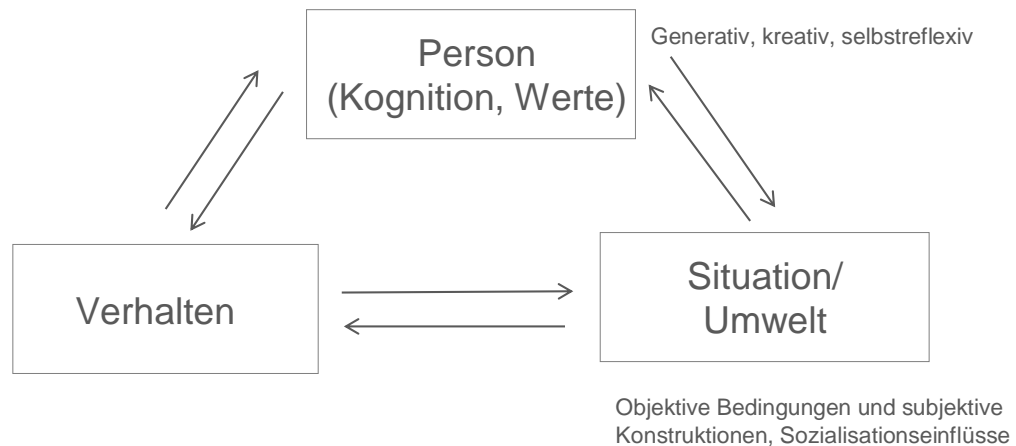 Person
(Kognition, Werte)
Generativ, kreativ, selbstreflexiv
Verhalten
Situation/
Umwelt
Objektive Bedingungen und subjektive
Konstruktionen, Sozialisationseinflüsse